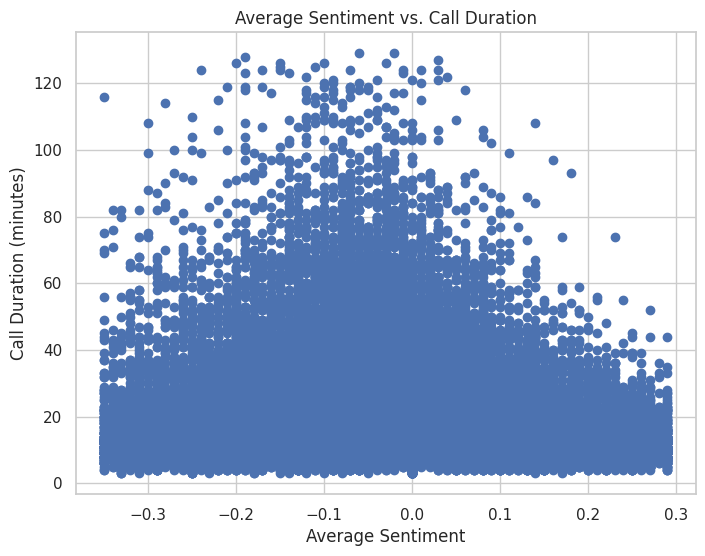 Average Sentiment vs. Call Duration
Call Duration (minutes)
120
100
80
60
40
20
0
−0.3 −0.2 −0.1 0.0 0.1 0.2 0.3
Average Sentiment